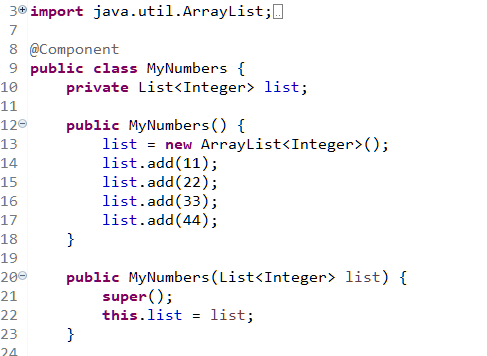 3 import java.util.ArrayList;
7
8 @Component
9 public class MyNumbers {
10 private List<Integer> list;
11
12 public MyNumbers() {
13 list = new ArrayList<Integer>();
14 list.add(11);
15 list.add(22);
16 list.add(33);
17 list.add(44);
18 }
19
20 public MyNumbers(List<Integer> list) {
21 super();
22 this.list = list;
23 }
24